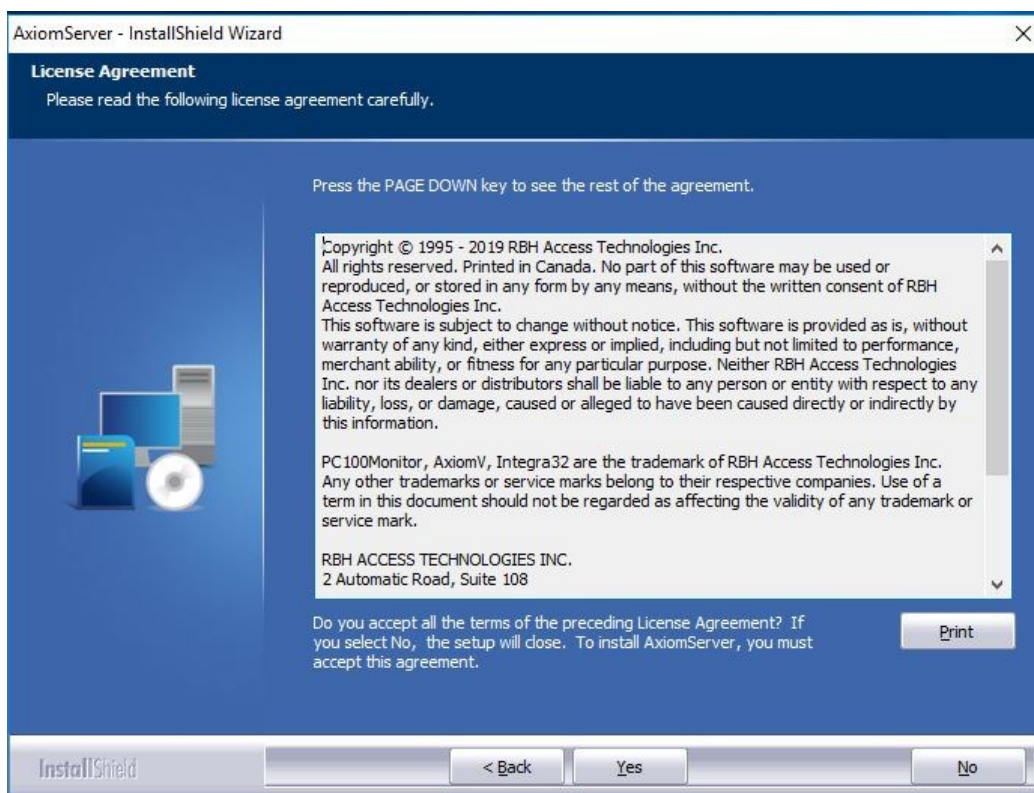 AxiomServer - InstallShield Wizard
License Agreement
Please read the following license agreement carefully.
Press the PAGE DOWN key to see the rest of the agreement.
Copyright © 1995 - 2019 RBH Access Technologies Inc.
All rights reserved. Printed in Canada. No part of this software may be used or
reproduced, or stored in any form by any means, without the written consent of RBH
Access Technologies Inc.
This software is subject to change without notice. This software is provided as is, without
warranty of any kind, either express or implied, including but not limited to performance,
merchant ability, or fitness for any particular purpose. Neither RBH Access Technologies
Inc. nor its dealers or distributors shall be liable to any person or entity with respect to any
liability, loss, or damage, caused or alleged to have been caused directly or indirectly by
this information.
PC100Monitor, AxiomV, Integra32 are the trademark of RBH Access Technologies Inc.
Any other trademarks or service marks belong to their respective companies. Use of a
term in this document should not be regarded as affecting the validity of any trademark or
service mark.
RBH ACCESS TECHNOLOGIES INC.
2 Automatic Road, Suite 108
Do you accept all the terms of the preceding License Agreement? If
you select No, the setup will close. To install AxiomServer, you must
accept this agreement.
Print
InstallShield
< Back
Yes
No